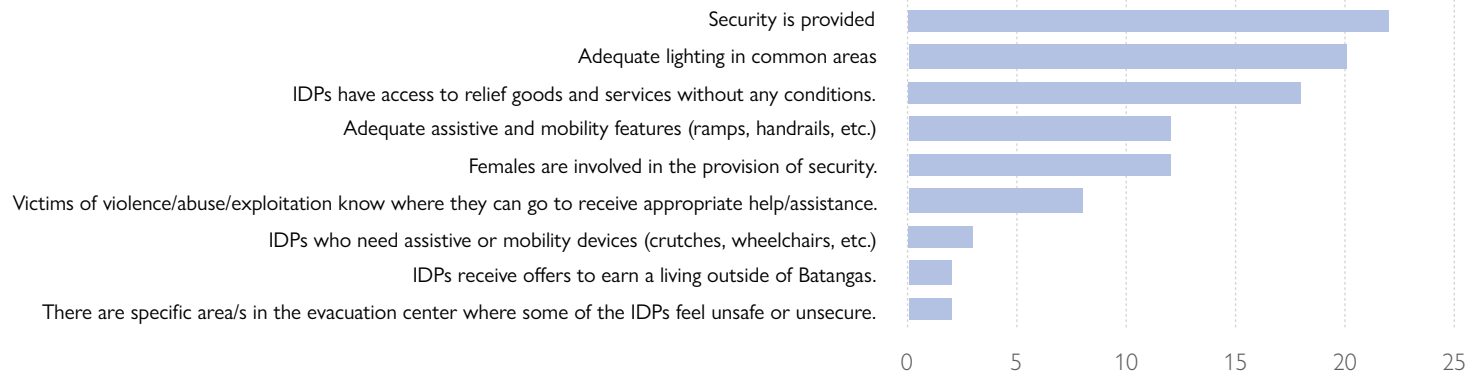 Security is provided
Adequate lighting in common areas
IDPs have access to relief goods and services without any conditions.
Adequate assistive and mobility features (ramps, handrails, etc.)
Females are involved in the provision of security.
Victims of violence/abuse/exploitation know where they can go to receive appropriate help/assistance.
IDPs who need assistive or mobility devices (crutches, wheelchairs, etc.)
IDPs receive offers to earn a living outside of Batangas.
There are specific area/s in the evacuation center where some of the IDPs feel unsafe or unsecure.
0 5 10 15 20 25